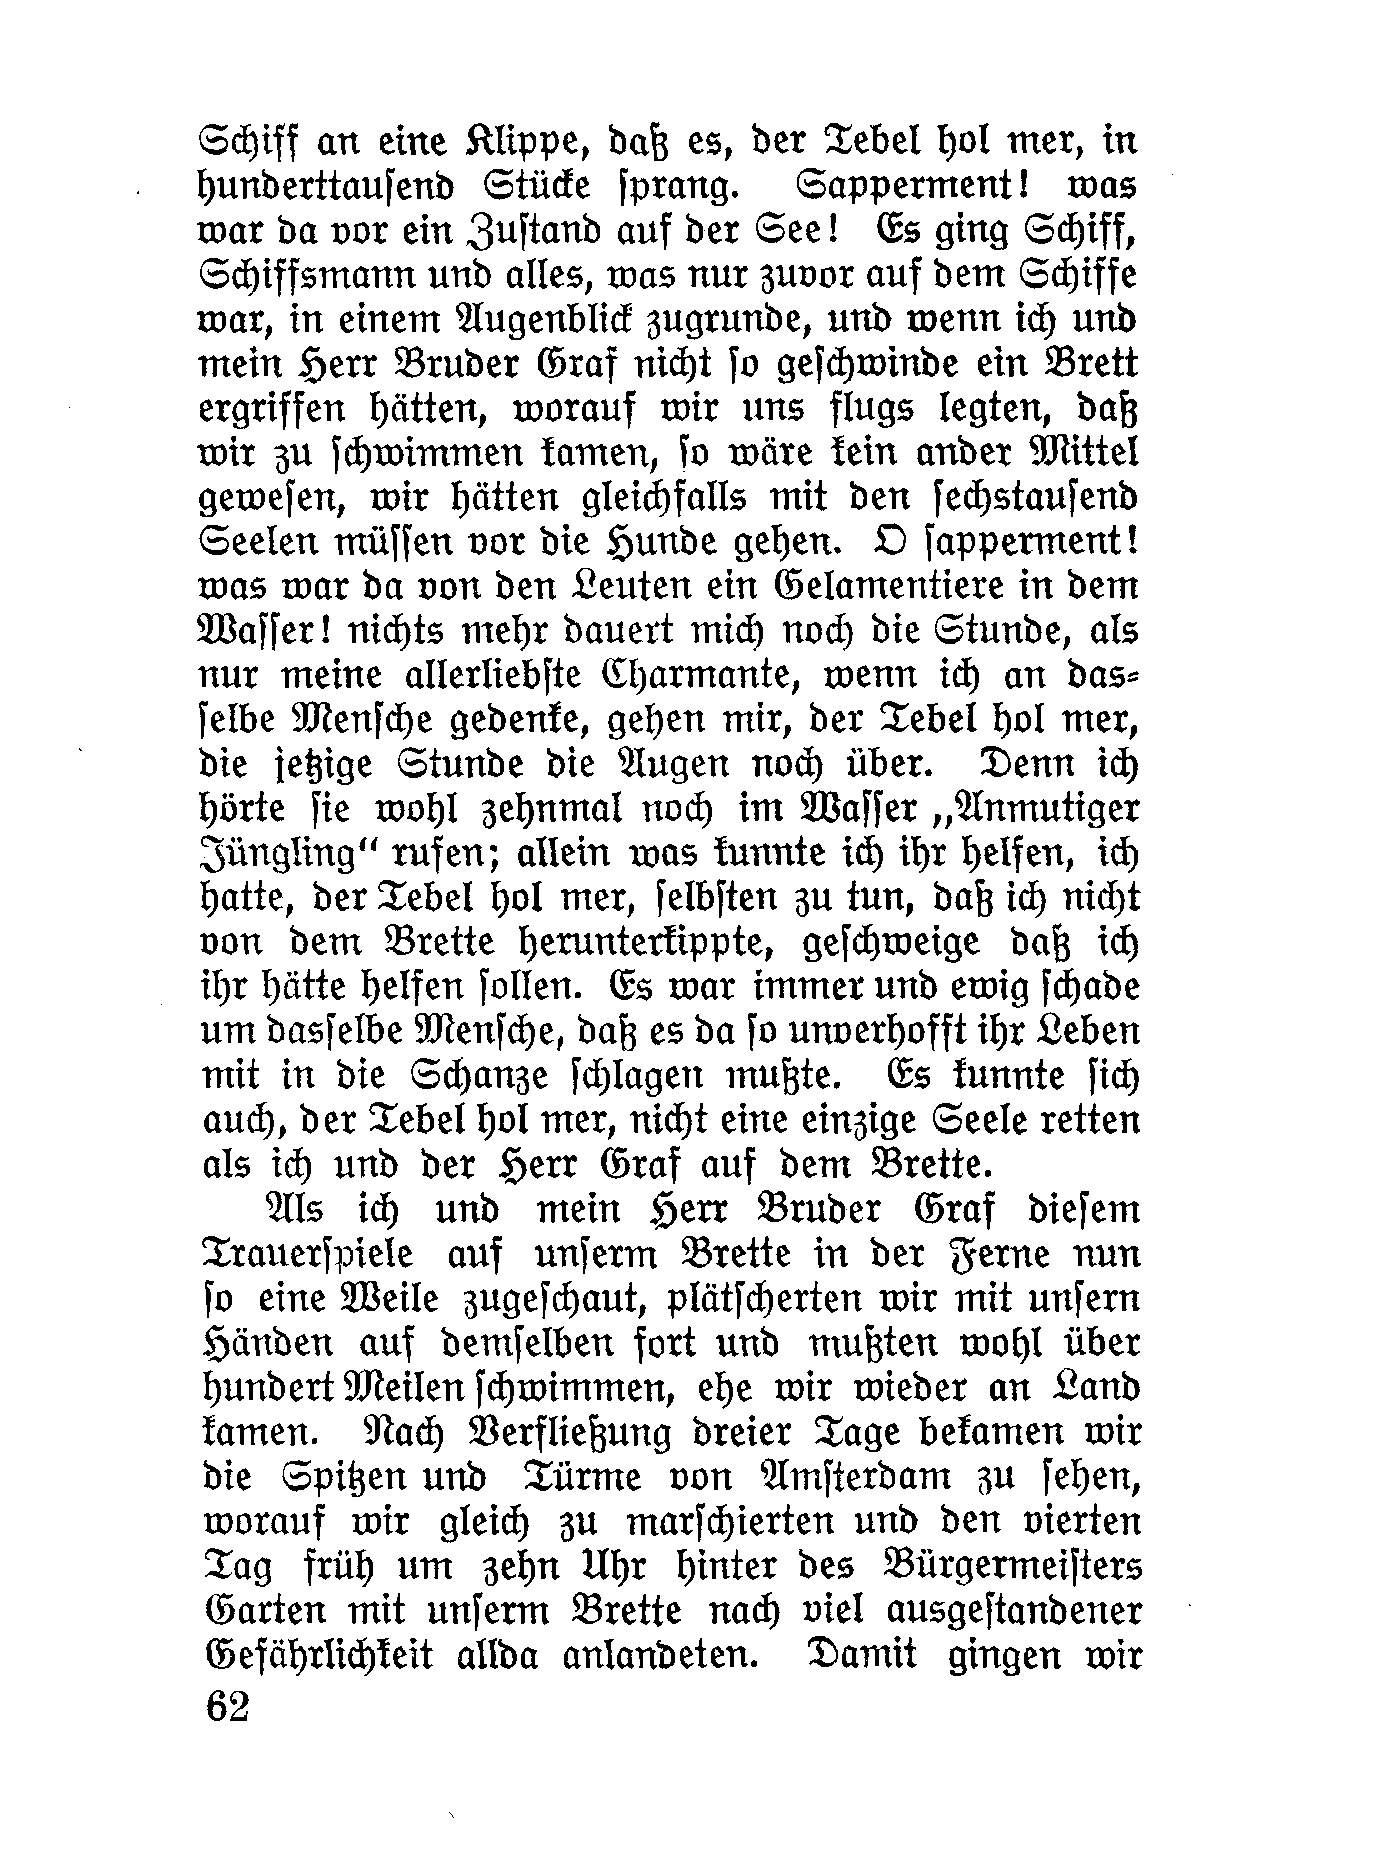 Schiff an eine Klippe, daß es, der Tebel hol mer, in
hunderttauſend Stücke ſprang. Sapperment! was
war da vor ein Zuſtand auf der See! Es ging Schiff,
Schiffsmann und alles, was nur zuvor auf dem Schiffe
war, in einem Augenblick zugrunde, und wenn ich und
mein Herr Bruder Graf nicht ſo geſchwinde ein Brett
ergriffen hätten, worauf wir uns flugs legten, daß
wir zu ſchwimmen kamen, ſo wäre kein ander Mittel
geweſen, wir hätten gleichfalls mit den ſechstauſend
Seelen müſſen vor die Hunde gehen. O ſapperment!
was war da von den Leuten ein Gelamentiere in dem
Waſſer! nichts mehr dauert mich noch die Stunde, als
nur meine allerliebſte Charmante, wenn ich an das-
ſelbe Menſche gedenke, gehen mir, der Tebel hol mer,
die jetzige Stunde die Augen noch über. Denn ich
hörte ſie wohl zehnmal noch im Waſſer „Anmutiger
Jüngling“ rufen; allein was kunnte ich ihr helfen, ich
hatte, der Tebel hol mer, ſelbſten zu tun, daß ich nicht
von dem Brette herunterkippte, geſchweige daß ich
ihr hätte helfen ſollen. Es war immer und ewig ſchade
um dasſelbe Menſche, daß es da ſo unverhofft ihr Leben
mit in die Schanze ſchlagen mußte. Es kunnte ſich
auch, der Tebel hol mer, nicht eine einzige Seele retten
als ich und der Herr Graf auf dem Brette.
Als ich und mein Herr Bruder Graf dieſem
Trauerſpiele auf unſerm Brette in der Ferne nun
ſo eine Weile zugeſchaut, plätſcherten wir mit unſern
Händen auf demſelben fort und mußten wohl über
hundert Meilen ſchwimmen, ehe wir wieder an Land
kamen. Nach Verfließung dreier Tage bekamen wir
die Spitzen und Türme von Amſterdam zu ſehen,
worauf wir gleich zu marſchierten und den vierten
Tag früh um zehn Uhr hinter des Bürgermeiſters
Garten mit unſerm Brette nach viel ausgeſtandener
Gefährlichkeit allda anlandeten. Damit gingen wir
62